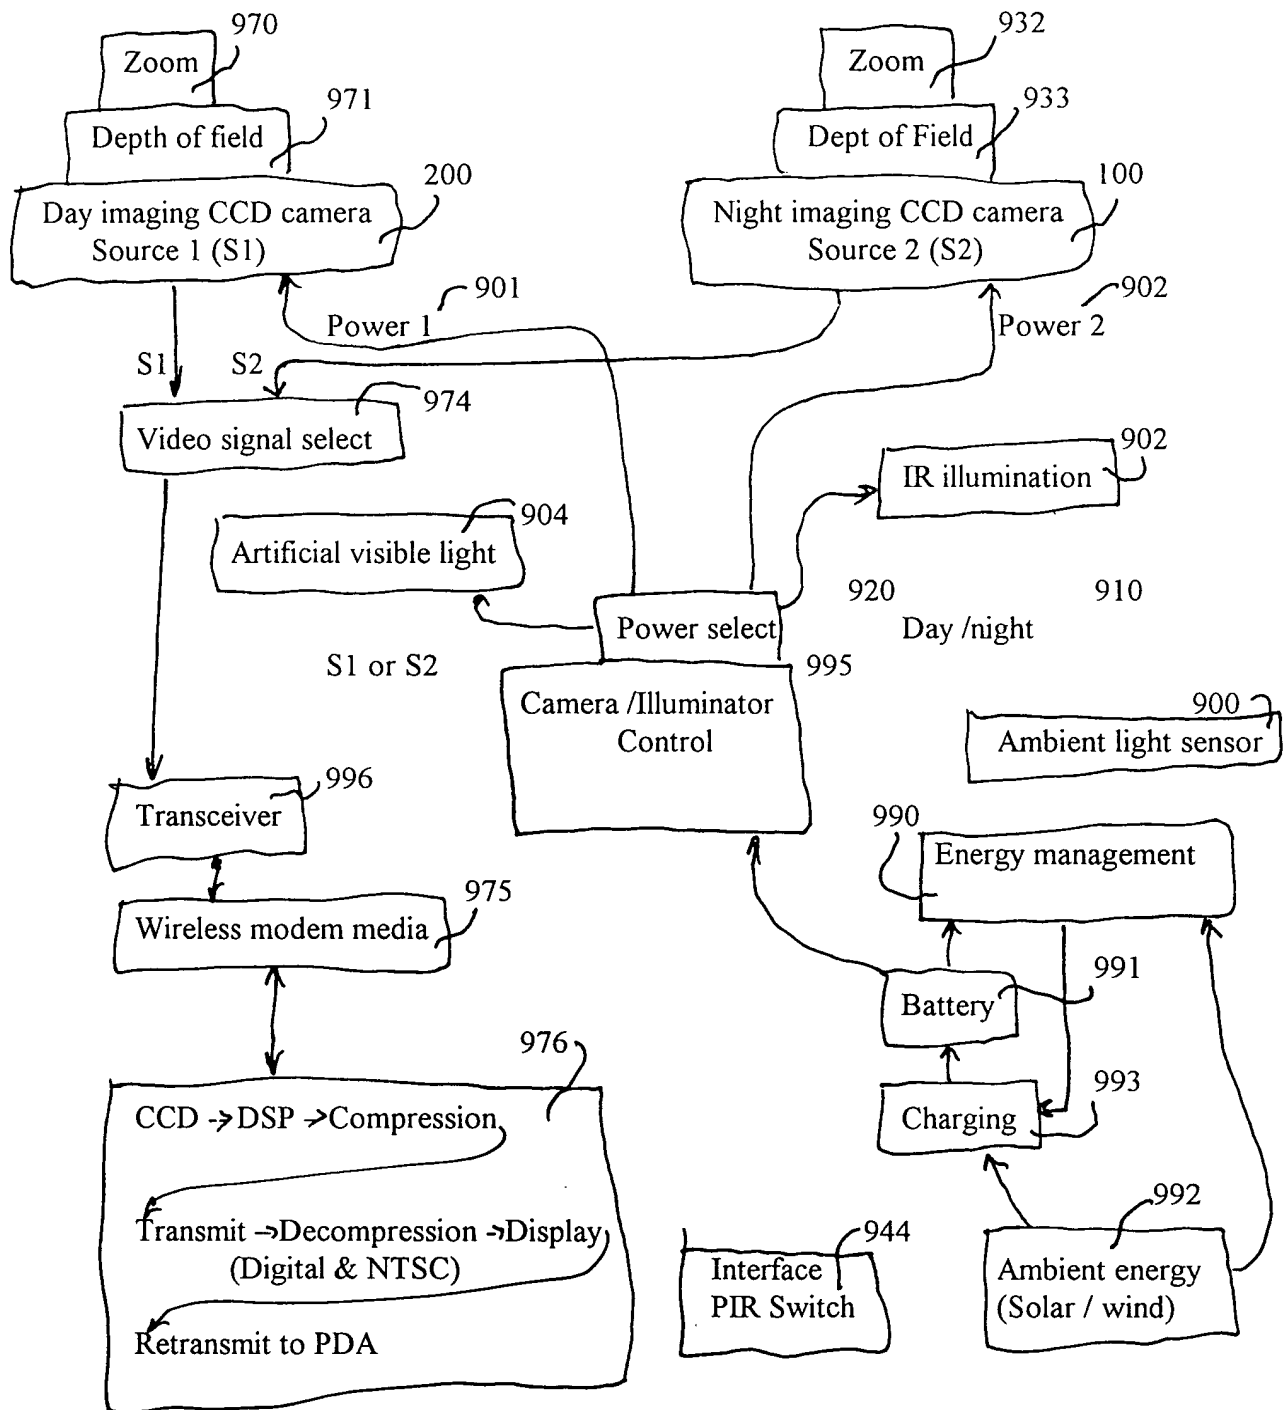 970
Zoom
971
Depth of field
200
Day imaging CCD camera
Source 1 (S1)
932
Zoom
933
Dept of Field
100
Night imaging CCD camera
Source 2 (S2)
901
Power 1
902
Power 2
S1
S2
974
Video signal select
902
IR illumination
904
Artificial visible light
920
910
Power select
Day /night
S1 or S2
995
Camera /Illuminator
Control
900
Ambient light sensor
996
Transceiver
990
Energy management
975
Wireless modem media
991
Battery
976
CCD → DSP → Compression
Transmit → Decompression → Display
(Digital & NTSC)
Retransmit to PDA
993
Charging
944
Interface
PIR Switch
992
Ambient energy
(Solar / wind)